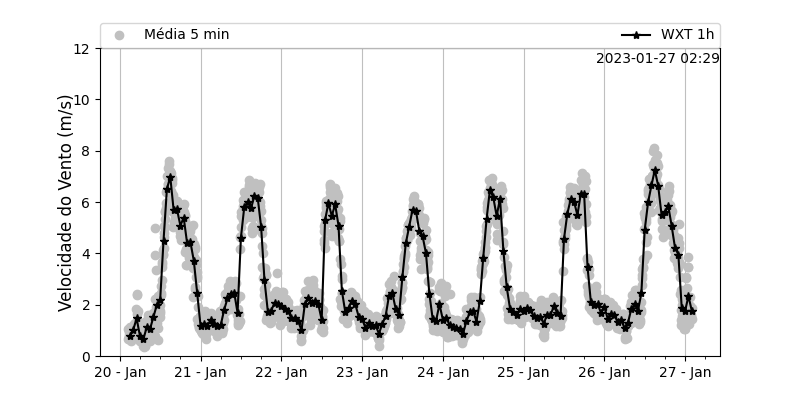 Média 5 min
WXT 1h
2023-01-27 02:29
Velocidade do Vento (m/s)
12
10
8
6
4
2
0
20 - Jan
21 - Jan
22 - Jan
23 - Jan
24 - Jan
25 - Jan
26 - Jan
27 - Jan